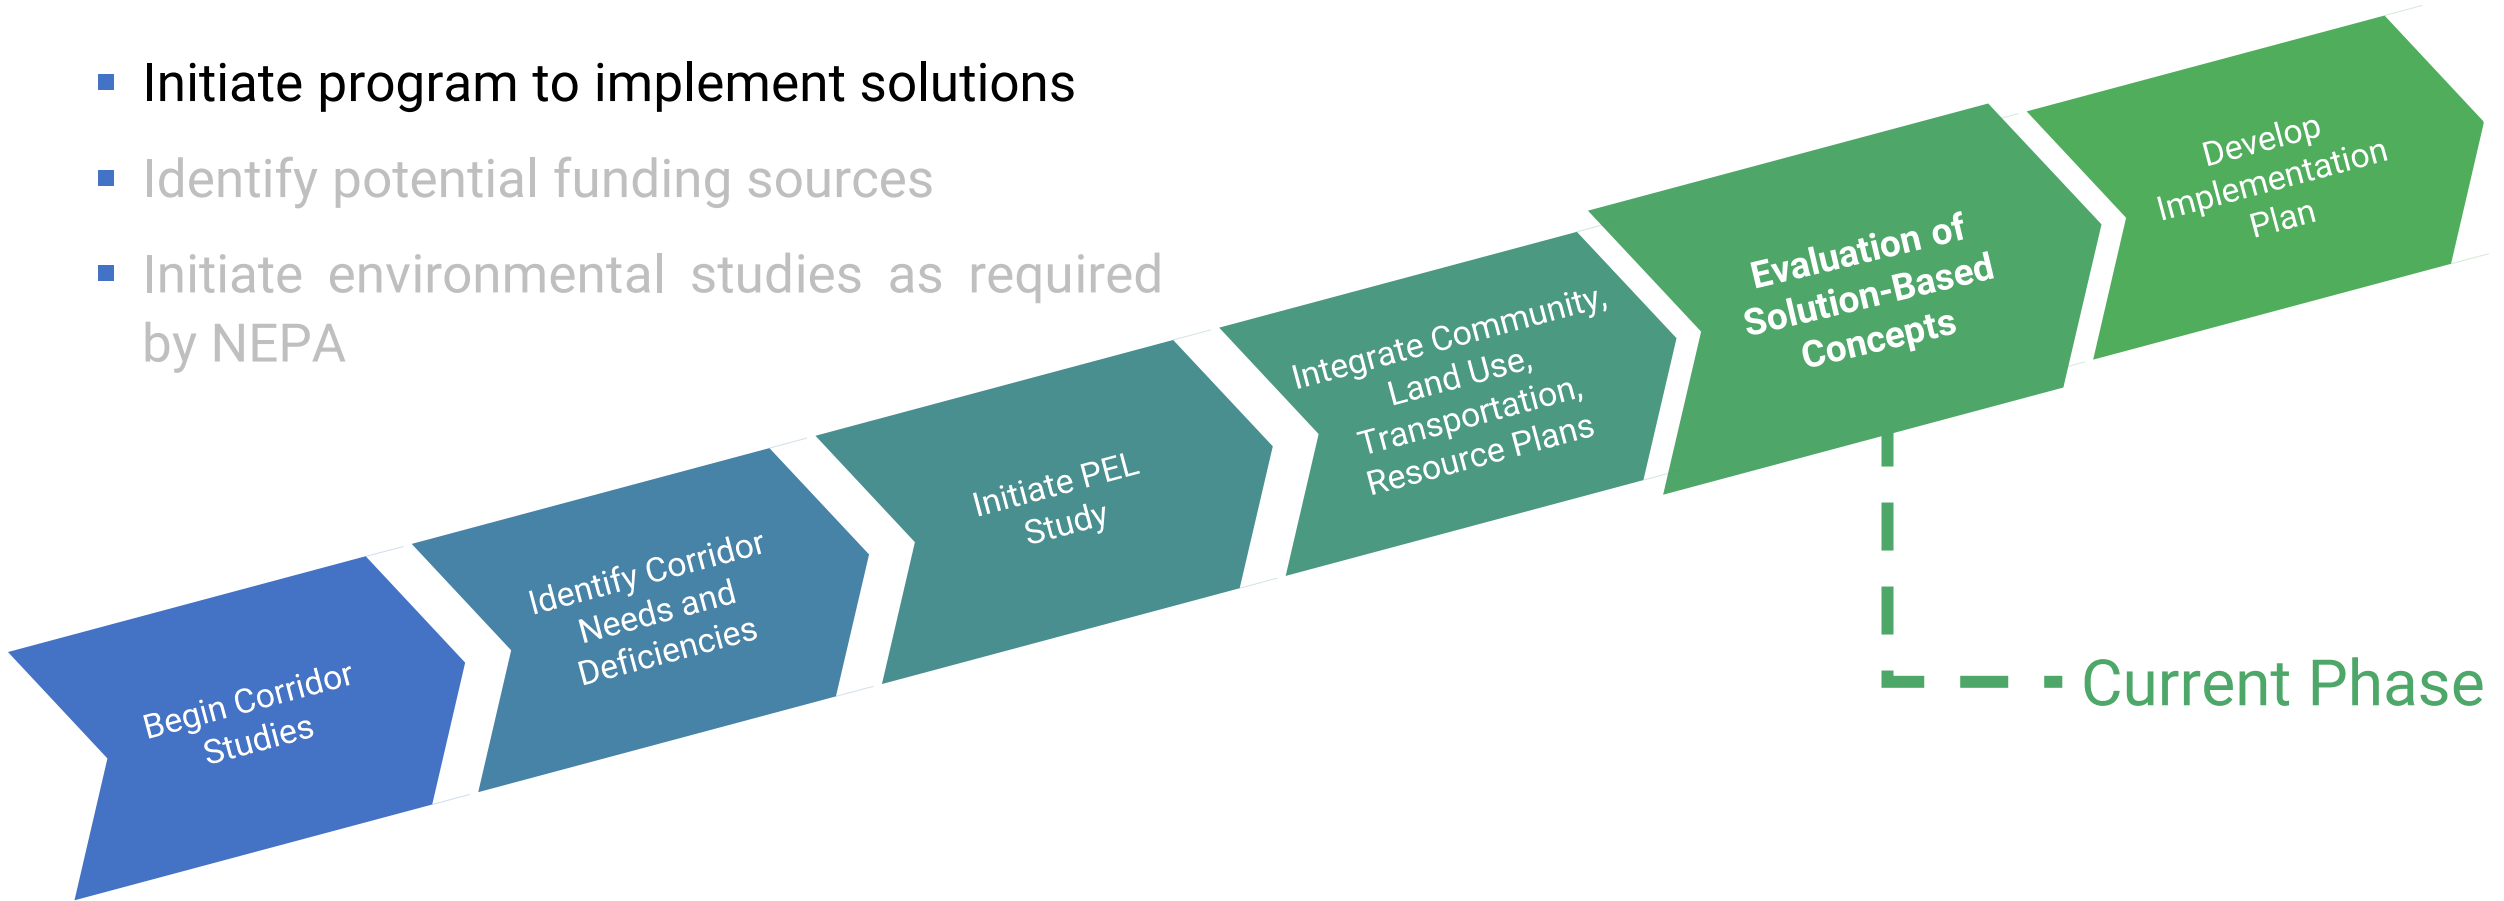 Initiate program to implement solutions
Identify potential funding sources
Initiate environmental studies as required
by NEPA
Begin Corridor
Studies
Identify Corridor
Needs and
Deficiencies
Initiate PEL
Study
Integrate Community,
Land Use,
Transportation,
Resource Plans
Evaluation of
Solution-Based
Concepts
Develop
Implementation
Plan
Current Phase